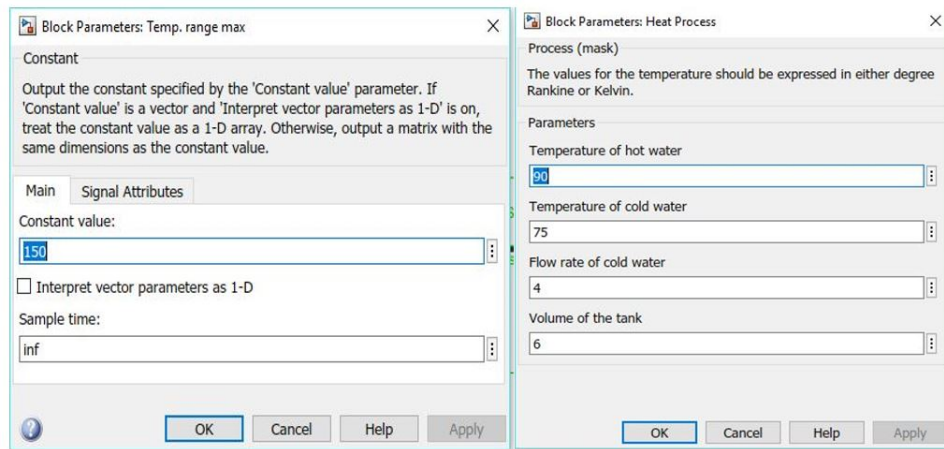 Block Parameters: Temp. range max
Constant
Output the constant specified by the 'Constant value' parameter. If
'Constant value' is a vector and 'Interpret vector parameters as 1-D' is on,
treat the constant value as a 1-D array. Otherwise, output a matrix with the
same dimensions as the constant value.
Main Signal Attributes
Constant value:
150
Interpret vector parameters as 1-D
Sample time:
inf
OK Cancel Help Apply
Block Parameters: Heat Process
Process (mask)
The values for the temperature should be expressed in either degree
Rankine or Kelvin.
Parameters
Temperature of hot water
90
Temperature of cold water
75
Flow rate of cold water
4
Volume of the tank
6
OK Cancel Help Apply